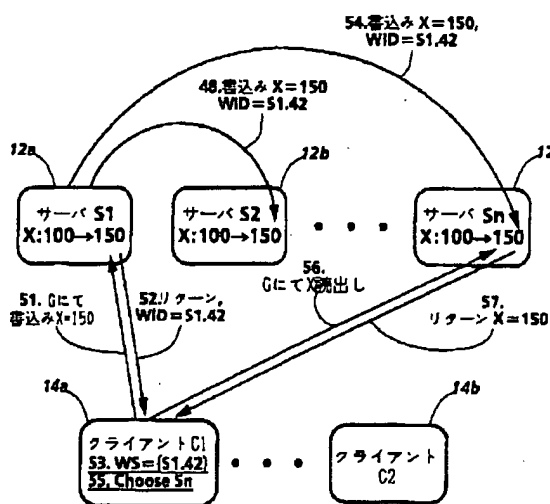 54.書込み X=150,
WID=S1.42
48.書込み X=150
WID=S1.42
12a
12b
12
サーバ S1
X:100→150
サーバ S2
X:100→150
サーバ Sn
X:100→150
51. Gにて
書込みX=150
52.リターン,
WID=S1.42
56.
GにてX読出し
57.
リターン X=150
14a
14b
クライアントC1
53. WS={S1.42}
55. Choose Sn
クライアント
C2